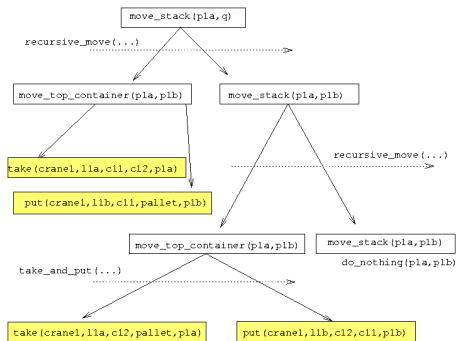 move_stack(p1a,q)
recursive_move(...)
move_top_container(p1a,p1b)
move_stack(p1a,p1b)
recursive_move(...)
take(crane1,l1a,c11,c12,p1a)
put(crane1,l1b,c11,pallet,p1b)
move_top_container(p1a,p1b)
move_stack(p1a,p1b)
do_nothing(p1a,p1b)
take_and_put(...)
take(crane1,l1a,c12,pallet,p1a)
put(crane1,l1b,c12,c11,p1b)